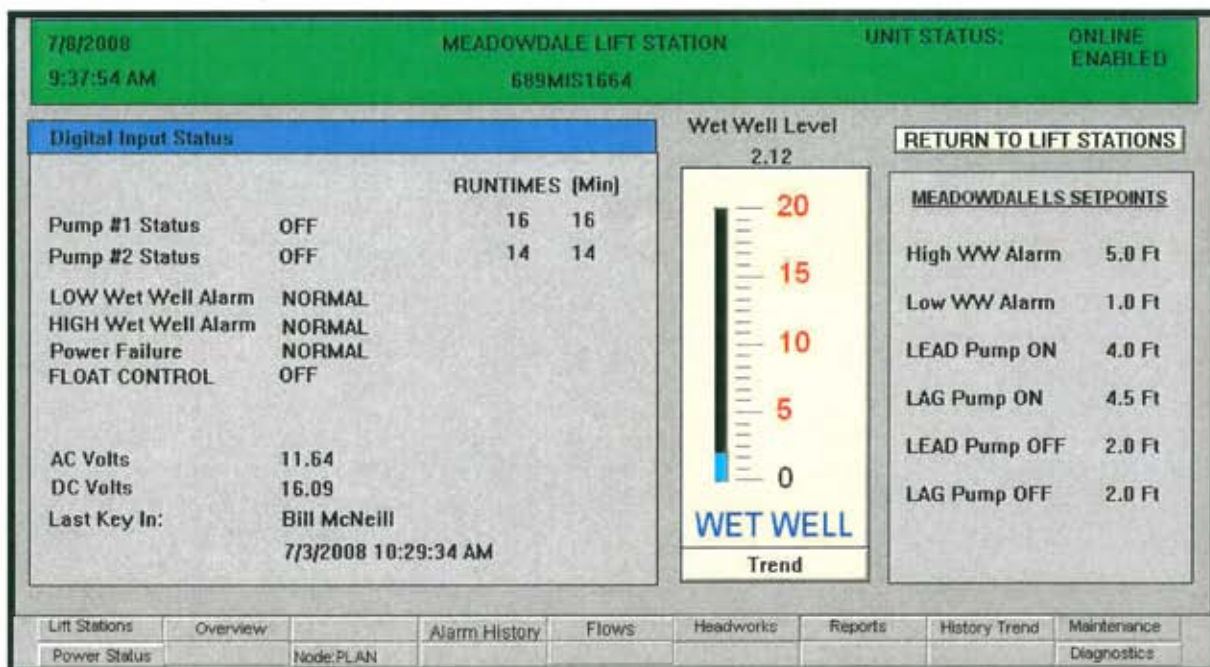 7/8/2008 MEADOWDALE LIFT STATION UNIT STATUS: ONLINE
9:37:54 AM 689MIS1664 ENABLED
Digital Input Status
RUNTIMES (Min)
Pump #1 Status OFF 16 16
Pump #2 Status OFF 14 14
LOW Wet Well Alarm NORMAL
HIGH Wet Well Alarm NORMAL
Power Failure NORMAL
FLOAT CONTROL OFF
AC Volts 11.64
DC Volts 16.09
Last Key In: Bill McNeill
7/3/2008 10:29:34 AM
Wet Well Level
2.12
20
15
10
5
0
WET WELL
Trend
RETURN TO LIFT STATIONS
MEADOWDALE LS SETPOINTS
High WW Alarm 5.0 Ft
Low WW Alarm 1.0 Ft
LEAD Pump ON 4.0 Ft
LAG Pump ON 4.5 Ft
LEAD Pump OFF 2.0 Ft
LAG Pump OFF 2.0 Ft
Lift Stations Overview Alarm History Flows Headworks Reports History Trend Maintenance
Power Status Node:PLAN Diagnostics